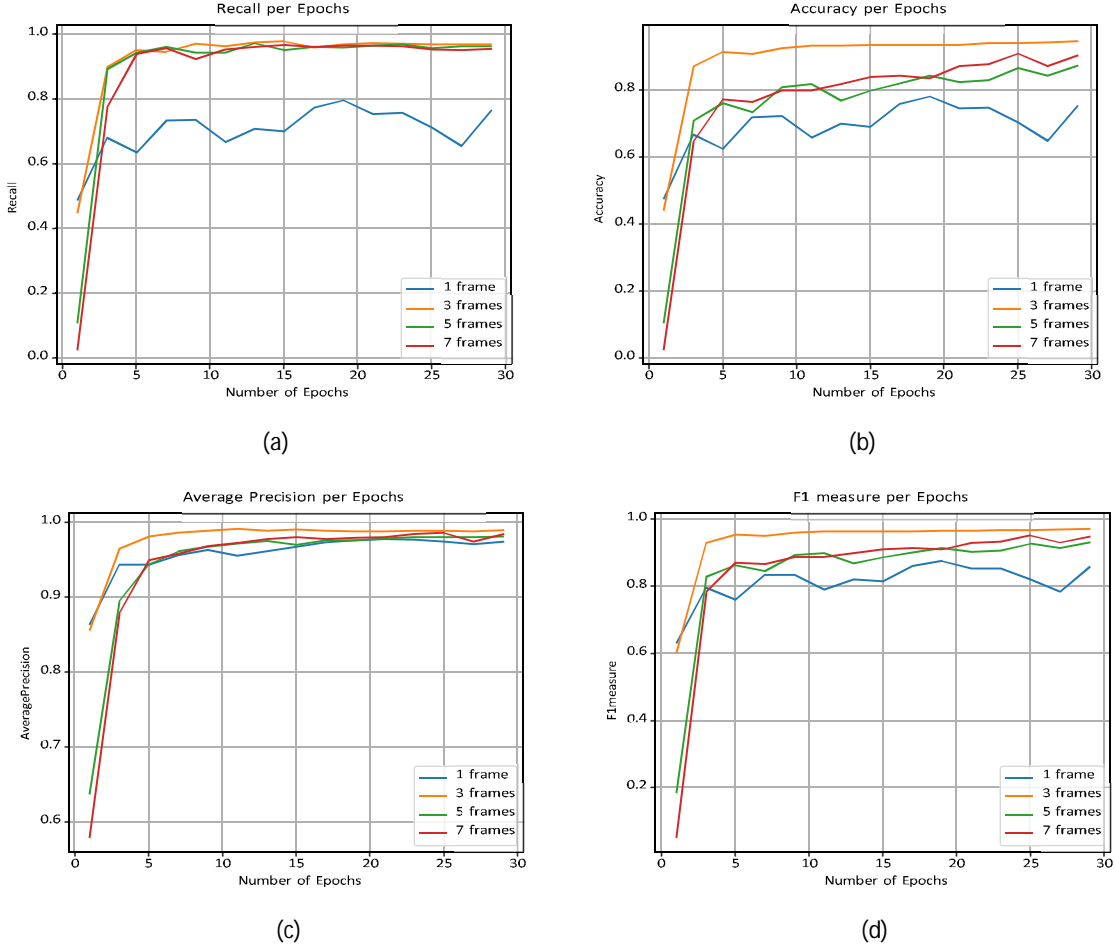 Recall per Epochs
1.0
0.8
0.6
0.4
0.2
0.0
Recall
1 frame
3 frames
5 frames
7 frames
0 5 10 15 20 25 30
Number of Epochs
(a)
Accuracy per Epochs
0.8
0.6
0.4
0.2
0.0
Accuracy
1 frame
3 frames
5 frames
7 frames
0 5 10 15 20 25 30
Number of Epochs
(b)
Average Precision per Epochs
1.0
0.9
0.8
0.7
0.6
AveragePrecision
1 frame
3 frames
5 frames
7 frames
0 5 10 15 20 25 30
Number of Epochs
(c)
F1 measure per Epochs
1.0
0.8
0.6
0.4
0.2
F1measure
1 frame
3 frames
5 frames
7 frames
0 5 10 15 20 25 30
Number of Epochs
(d)